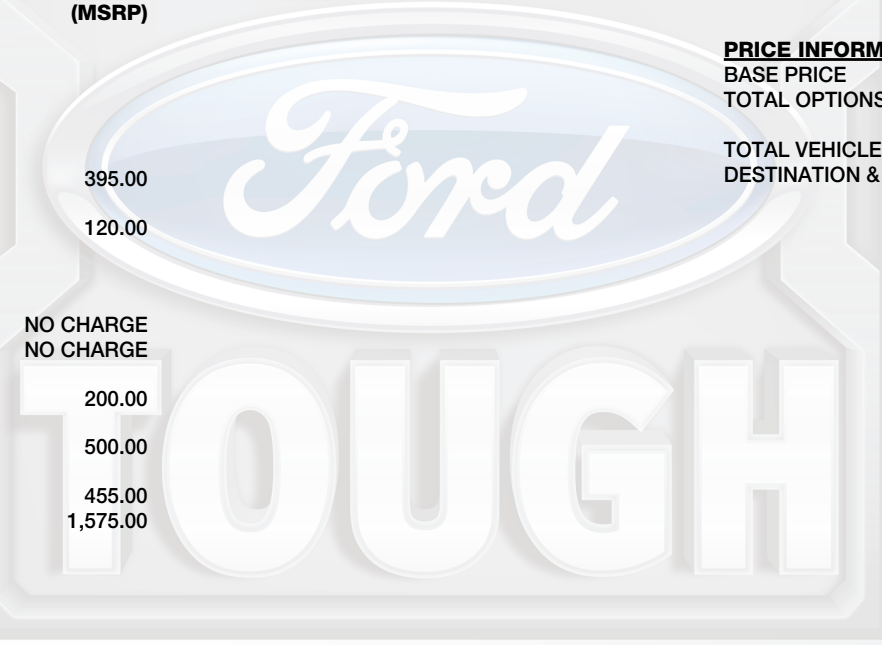 (MSRP)
395.00
120.00
NO CHARGE
NO CHARGE
200.00
500.00
455.00
1,575.00
PRICE INFORM
BASE PRICE
TOTAL OPTIONS
TOTAL VEHICLE
DESTINATION &
Ford
TOUGH